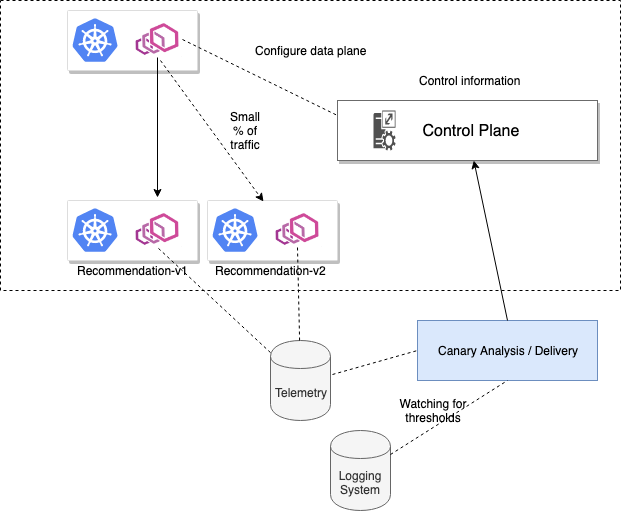 Configure data plane
Control information
Small
% of
traffic
Control Plane
Recommendation-v1
Recommendation-v2
Canary Analysis / Delivery
Telemetry
Watching for
thresholds
Logging
System